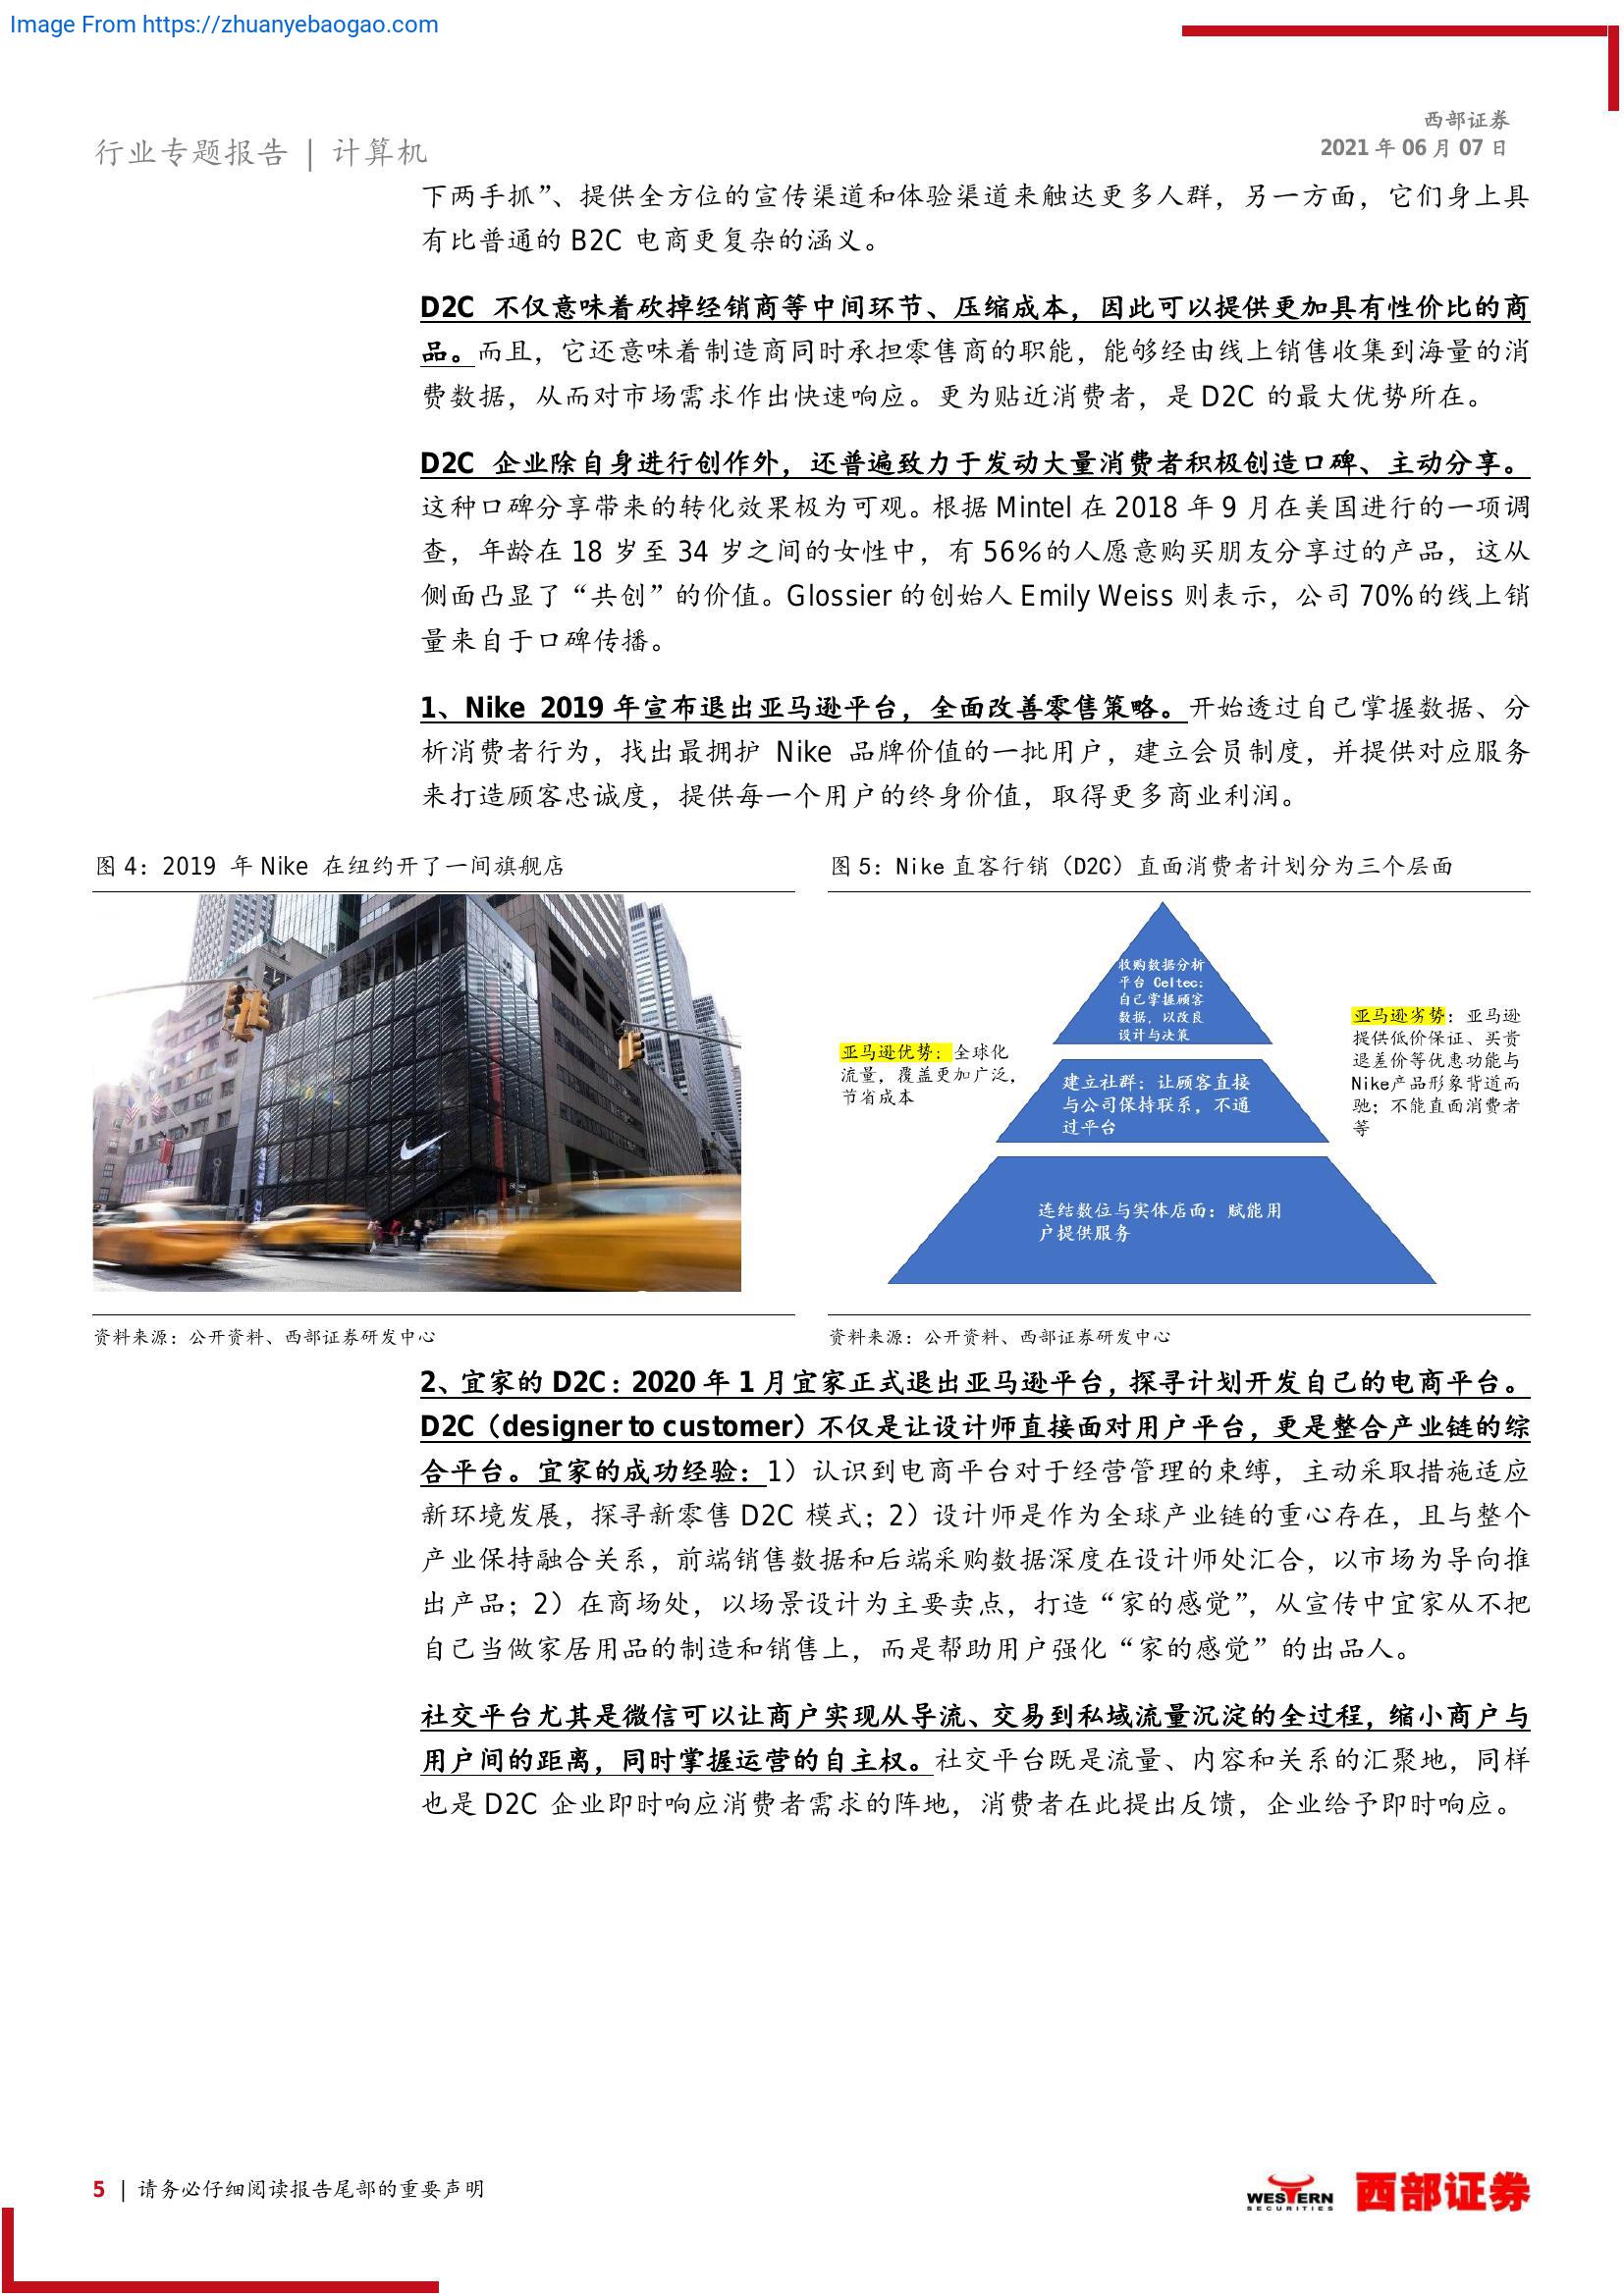 Image From https://zhuanyebaogao.com
西部证券
2021 年 06 月 07 日
行业专题报告 | 计算机
下两手抓”、提供全方位的宣传渠道和体验渠道来触达更多人群，另一方面，它们身上具
有比普通的 B2C 电商更复杂的涵义。
D2C 不仅意味着砍掉经销商等中间环节、压缩成本，因此可以提供更加具有性价比的商
品。而且，它还意味着制造商同时承担零售商的职能，能够经由线上销售收集到海量的消
费数据，从而对市场需求作出快速响应。更为贴近消费者，是 D2C 的最大优势所在。
D2C 企业除自身进行创作外，还普遍致力于发动大量消费者积极创造口碑、主动分享。
这种口碑分享带来的转化效果极为可观。根据 Mintel 在 2018 年 9 月在美国进行的一项调
查，年龄在 18 岁至 34 岁之间的女性中，有 56%的人愿意购买朋友分享过的产品，这从
侧面凸显了“共创”的价值。Glossier 的创始人 Emily Weiss 则表示，公司 70%的线上销
量来自于口碑传播。
1、Nike 2019 年宣布退出亚马逊平台，全面改善零售策略。开始透过自己掌握数据、分
析消费者行为，找出最拥护 Nike 品牌价值的一批用户，建立会员制度，并提供对应服务
来打造顾客忠诚度，提供每一个用户的终身价值，取得更多商业利润。
图 4：2019 年 Nike 在纽约开了一间旗舰店
图 5：Nike 直客行销（D2C）直面消费者计划分为三个层面
收购数据分析
平台 Celtec：
自己掌握顾客
数据，以改良
设计与决策
亚马逊优势：全球化
流量，覆盖更加广泛，
节省成本
建立社群：让顾客直接
与公司保持联系，不通
过平台
亚马逊劣势：亚马逊
提供低价保证、买贵
退差价等优惠功能与
Nike产品形象背道而
驰；不能直面消费者
等
连结数位与实体店面：赋能用
户提供服务
资料来源：公开资料、西部证券研发中心
资料来源：公开资料、西部证券研发中心
2、宜家的 D2C：2020 年 1 月宜家正式退出亚马逊平台，探寻计划开发自己的电商平台。
D2C（designer to customer）不仅是让设计师直接面对用户平台，更是整合产业链的综
合平台。宜家的成功经验：1）认识到电商平台对于经营管理的束缚，主动采取措施适应
新环境发展，探寻新零售 D2C 模式；2）设计师是作为全球产业链的重心存在，且与整个
产业保持融合关系，前端销售数据和后端采购数据深度在设计师处汇合，以市场为导向推
出产品；2）在商场处，以场景设计为主要卖点，打造“家的感觉”，从宣传中宜家从不把
自己当做家居用品的制造和销售上，而是帮助用户强化“家的感觉”的出品人。
社交平台尤其是微信可以让商户实现从导流、交易到私域流量沉淀的全过程，缩小商户与
用户间的距离，同时掌握运营的自主权。社交平台既是流量、内容和关系的汇聚地，同样
也是 D2C 企业即时响应消费者需求的阵地，消费者在此提出反馈，企业给予即时响应。
5 | 请务必仔细阅读报告尾部的重要声明
WESTERN
SECURITIES
西部证券